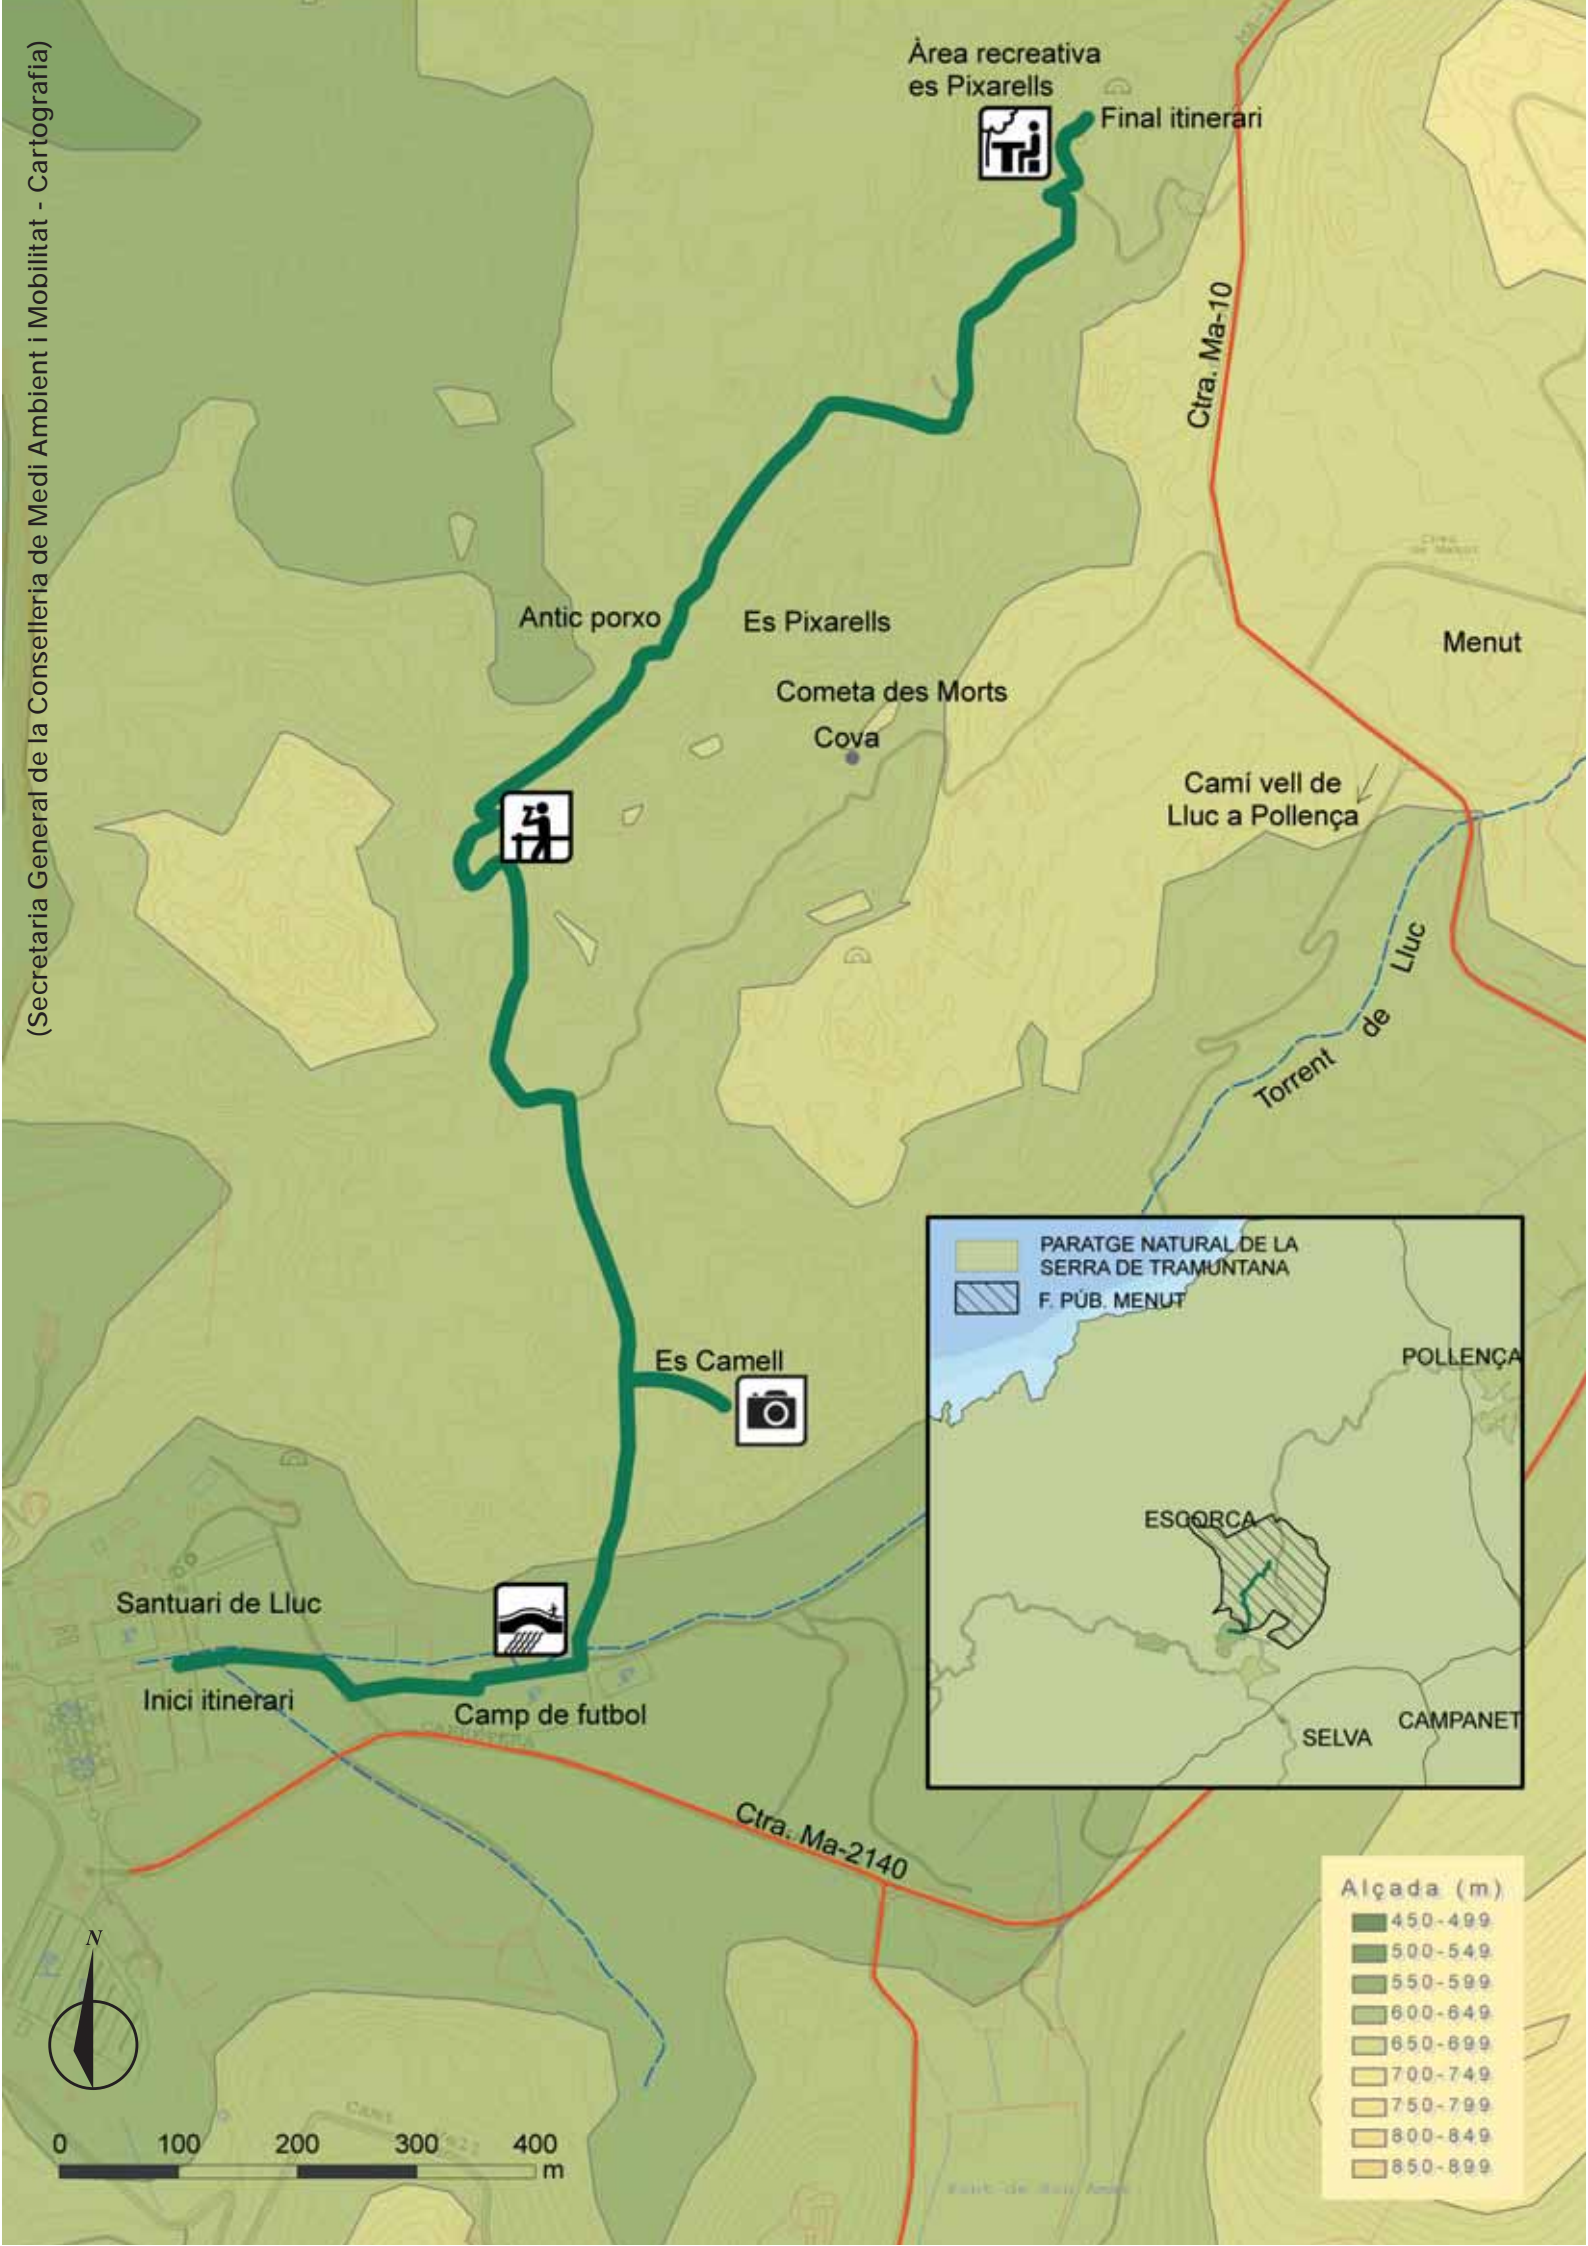 (Secretaria General de la Conselleria de Medi Ambient i Mobilitat - Cartografia)
Àrea recreativa
es Pixarells
Final itinerari
Ctra. Ma-10
Antic porxo
Es Pixarells
Menut
Cometa des Morts
Cova
Camí vell de
Lluc a Pollença
Torrent de Lluc
PARATGE NATURAL DE LA
SERRA DE TRAMUNTANA
F. PÚB. MENUT
POLLENÇA
ESCORCA
SELVA
CAMPANET
Es Camell
Santuari de Lluc
Inici itinerari
Camp de futbol
Ctra. Ma-2140
Alçada (m)
450-499
500-549
550-599
600-649
650-699
700-749
750-799
800-849
850-899
N
0 100 200 300 400
m